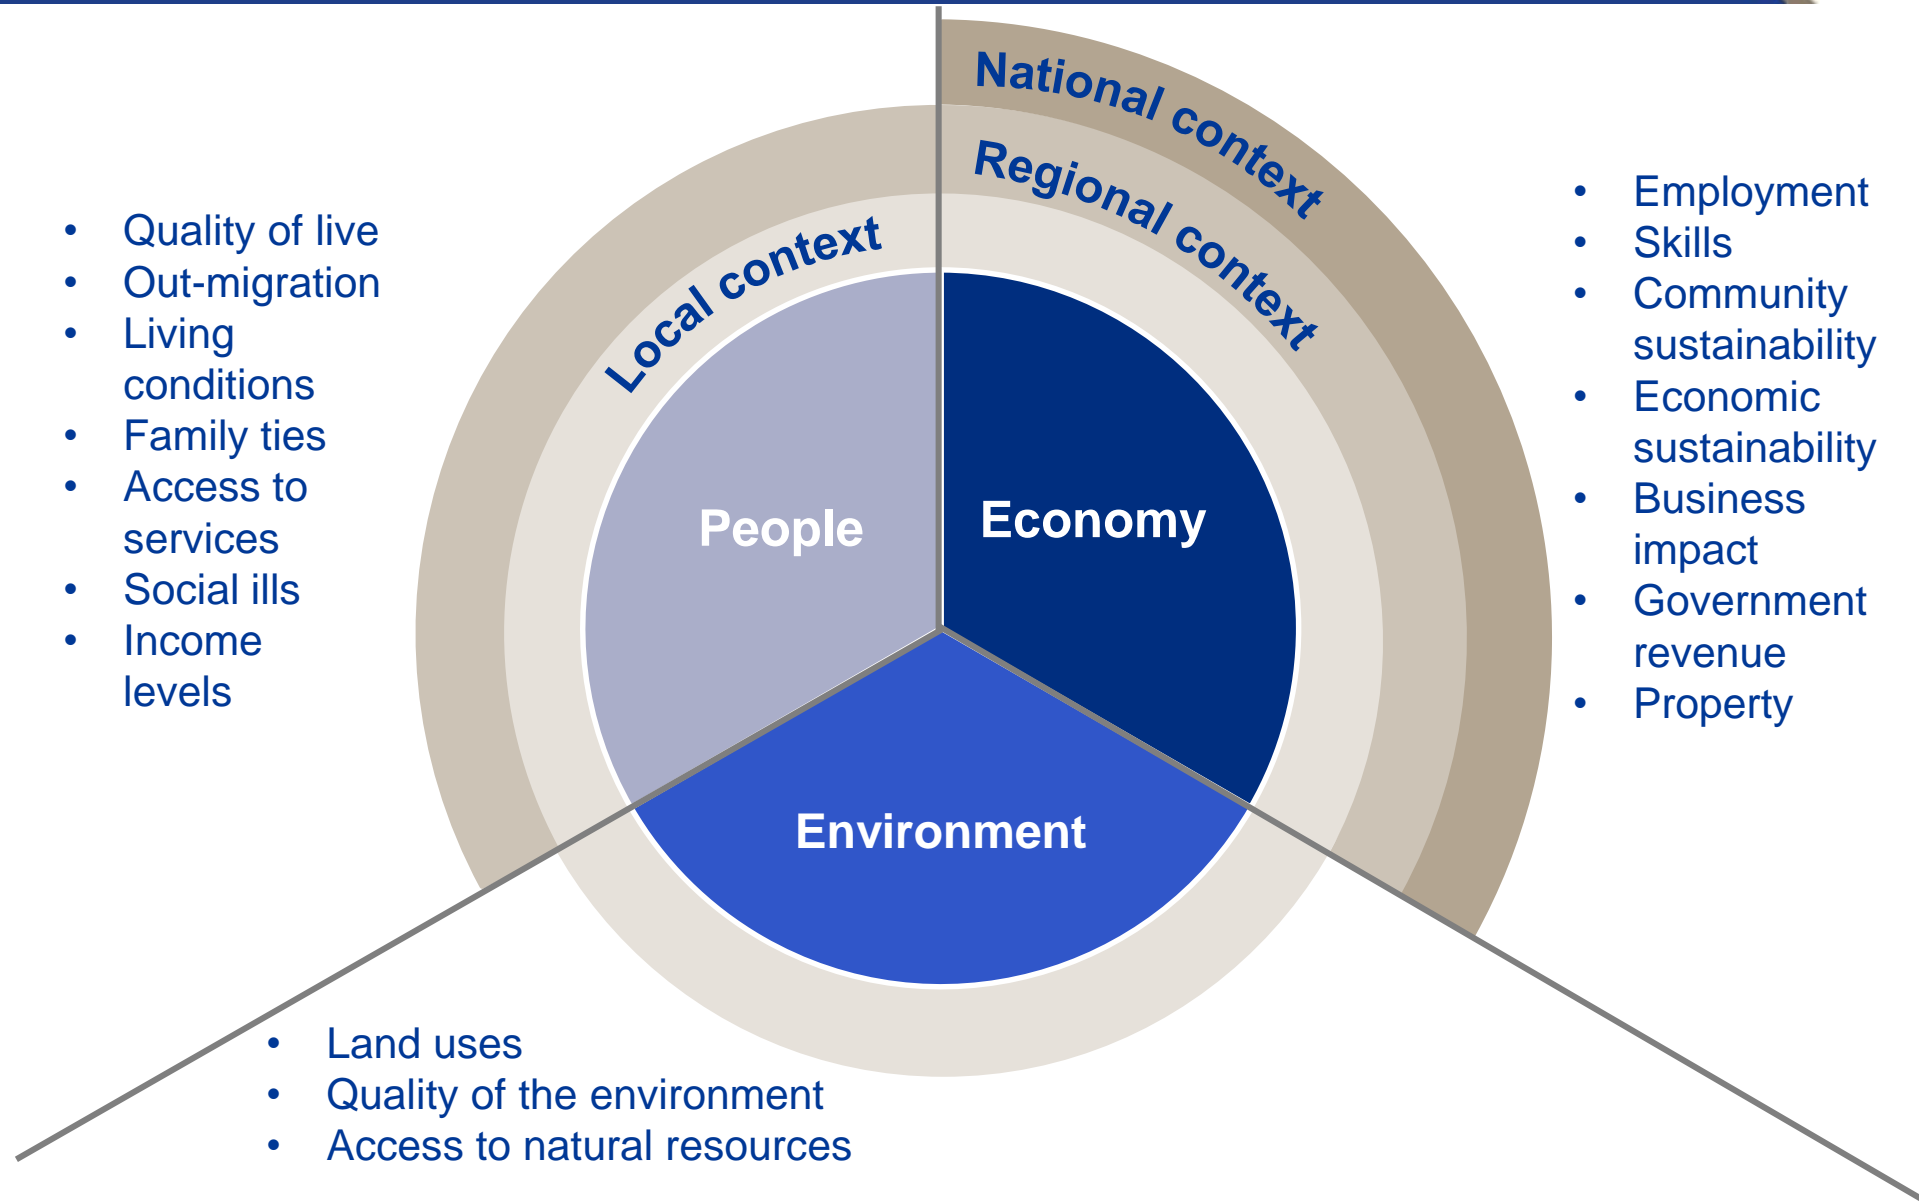 National context
Regional context
Local context
• Quality of live
• Out-migration
• Living
conditions
• Family ties
• Access to
services
• Social ills
• Income
levels
People
Economy
Environment
• Employment
• Skills
• Community
sustainability
• Economic
sustainability
• Business
impact
• Government
revenue
• Property
• Land uses
• Quality of the environment
• Access to natural resources